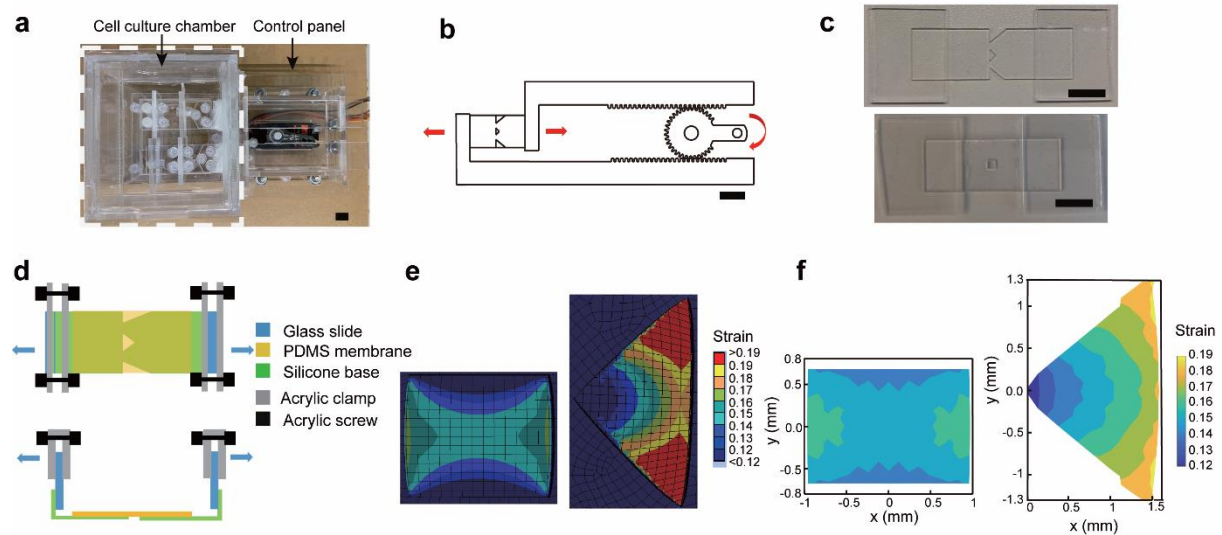 a
Cell culture chamber
Control panel
b
c
d
Glass slide
PDMS membrane
Silicone base
Acrylic clamp
Acrylic screw
e
Strain
>0.19
0.19
0.18
0.17
0.16
0.15
0.14
0.13
0.12
<0.12
f
y (mm)
0.8
0.5
0.0
-0.5
-0.8
-1
-0.5
0
0.5
1
x (mm)
y (mm)
1.3
1
0.5
0.0
-0.5
-1
-1.3
0
0.5
1
1.5
x (mm)
Strain
0.19
0.18
0.17
0.16
0.15
0.14
0.13
0.12